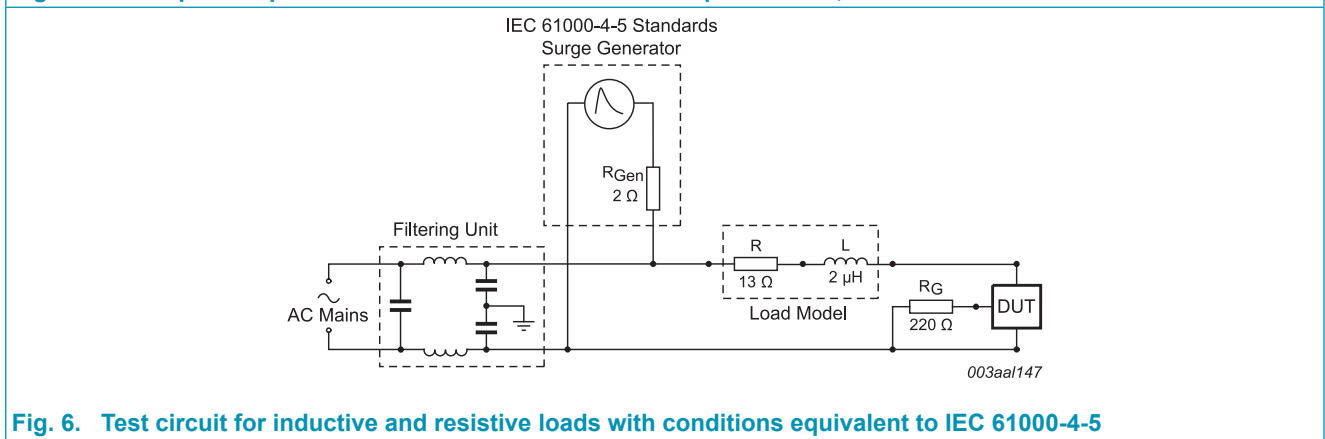 IEC 61000-4-5 Standards
Surge Generator
RGen
2 Ω
Filtering Unit
AC Mains
R
13 Ω
L
2 μH
Load Model
RG
220 Ω
DUT
003aal147
Fig. 6. Test circuit for inductive and resistive loads with conditions equivalent to IEC 61000-4-5